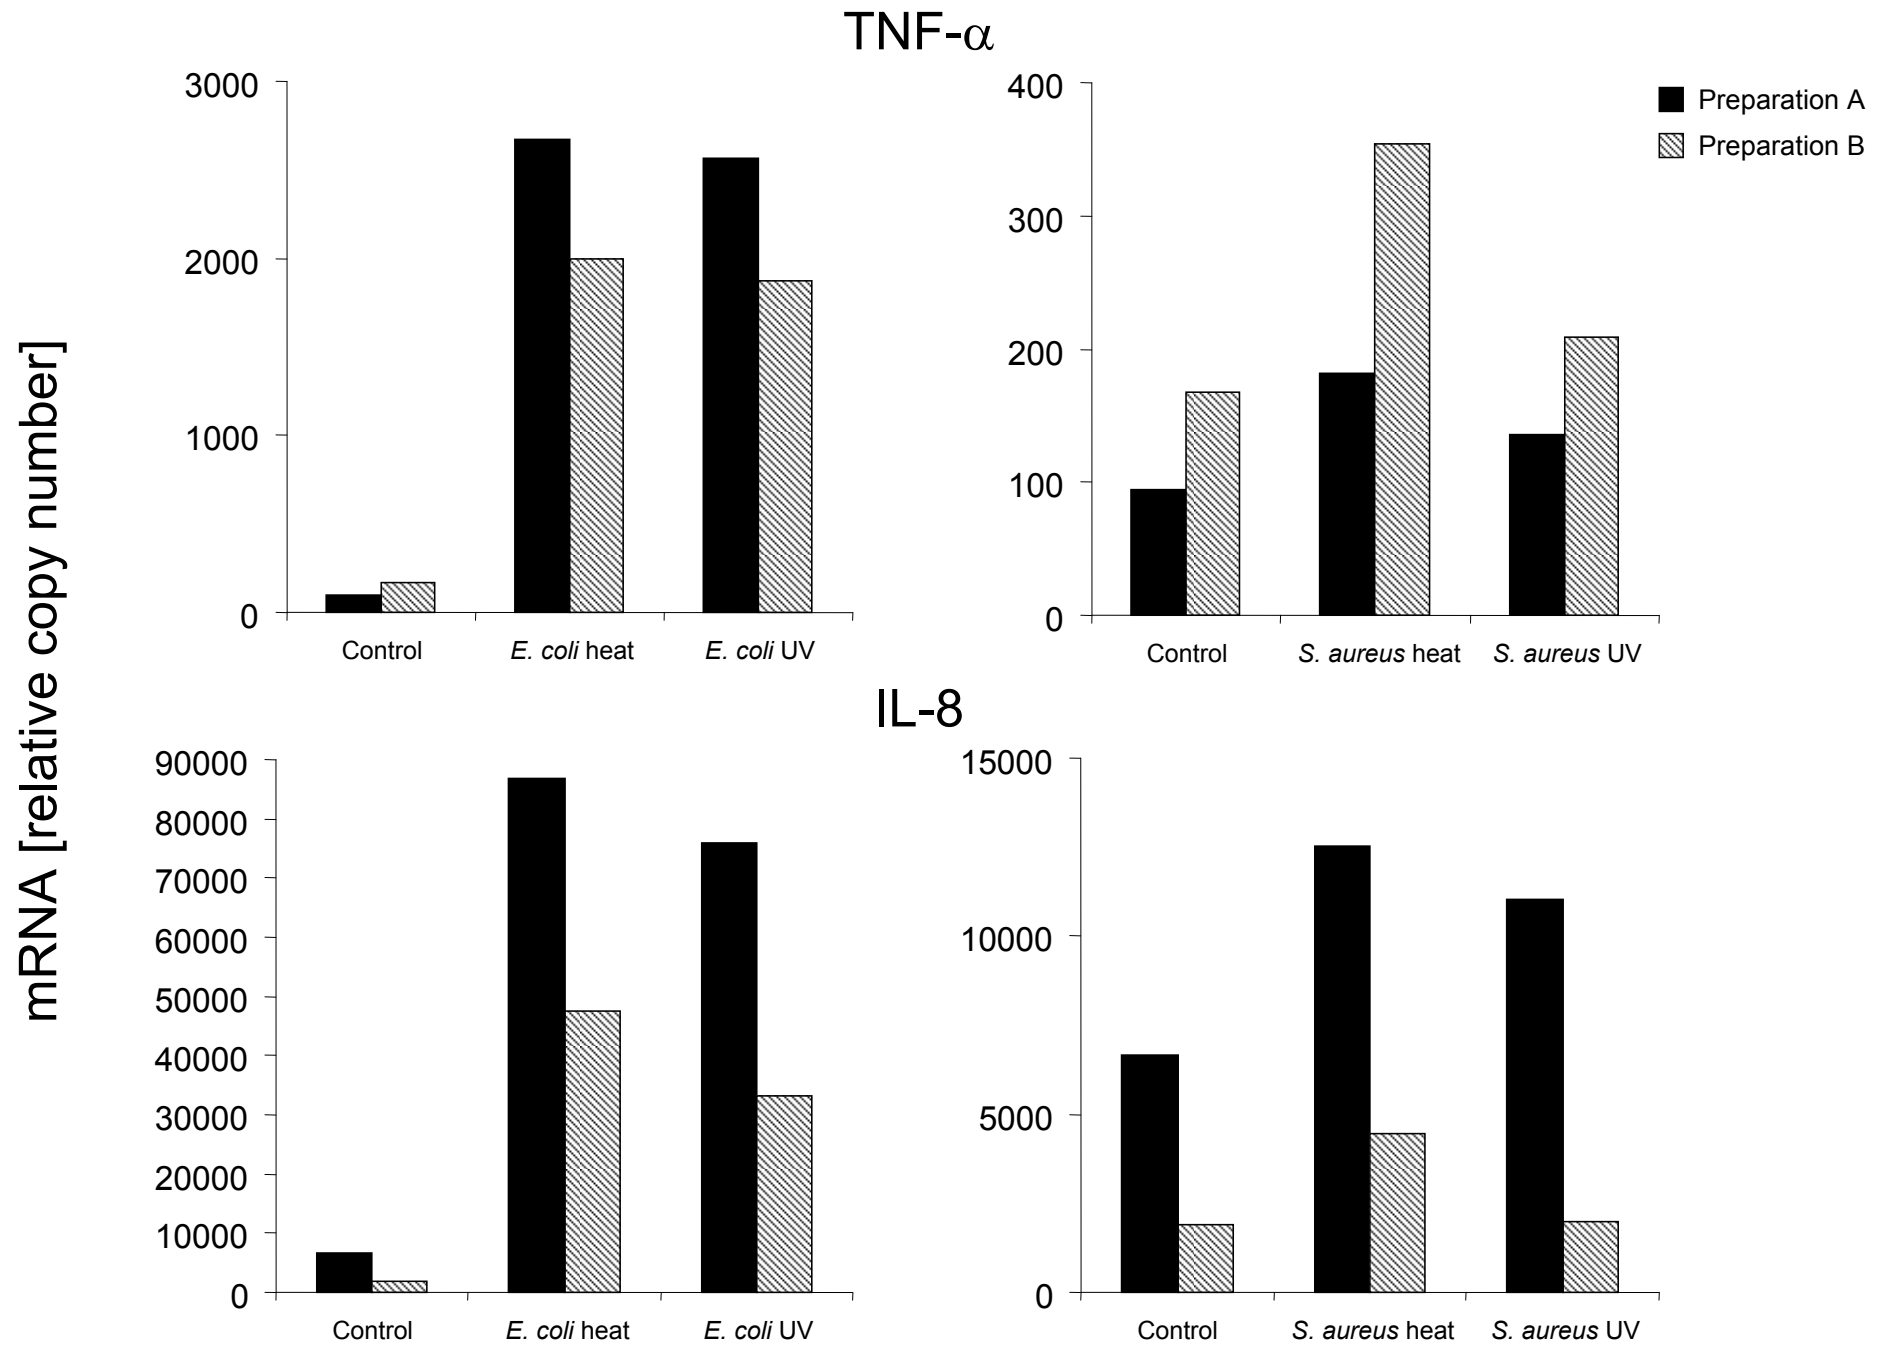 TNF-α
3000
2000
1000
0
Control
E. coli heat
E. coli UV
400
300
200
100
0
Control
S. aureus heat
S. aureus UV
Preparation A
Preparation B
mRNA [relative copy number]
IL-8
90000
80000
70000
60000
50000
40000
30000
20000
10000
0
Control
E. coli heat
E. coli UV
15000
10000
5000
0
Control
S. aureus heat
S. aureus UV